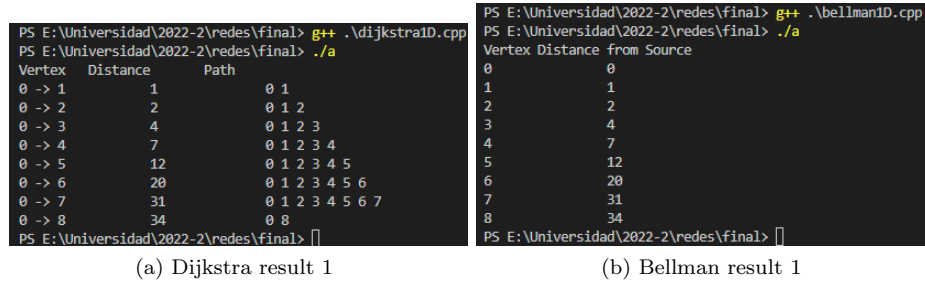 PS E:\Universidad\2022-2\redes\final> g++ .\dijkstra1D.cpp
PS E:\Universidad\2022-2\redes\final> ./a
Vertex Distance Path
0 -> 1 1 0 1
0 -> 2 2 0 1 2
0 -> 3 4 0 1 2 3
0 -> 4 7 0 1 2 3 4
0 -> 5 12 0 1 2 3 4 5
0 -> 6 20 0 1 2 3 4 5 6
0 -> 7 31 0 1 2 3 4 5 6 7
0 -> 8 34 0 8
PS E:\Universidad\2022-2\redes\final>
(a) Dijkstra result 1
PS E:\Universidad\2022-2\redes\final> g++ .\bellman1D.cpp
PS E:\Universidad\2022-2\redes\final> ./a
Vertex Distance from Source
0 0
1 1
2 2
3 4
4 7
5 12
6 20
7 31
8 34
PS E:\Universidad\2022-2\redes\final>
(b) Bellman result 1